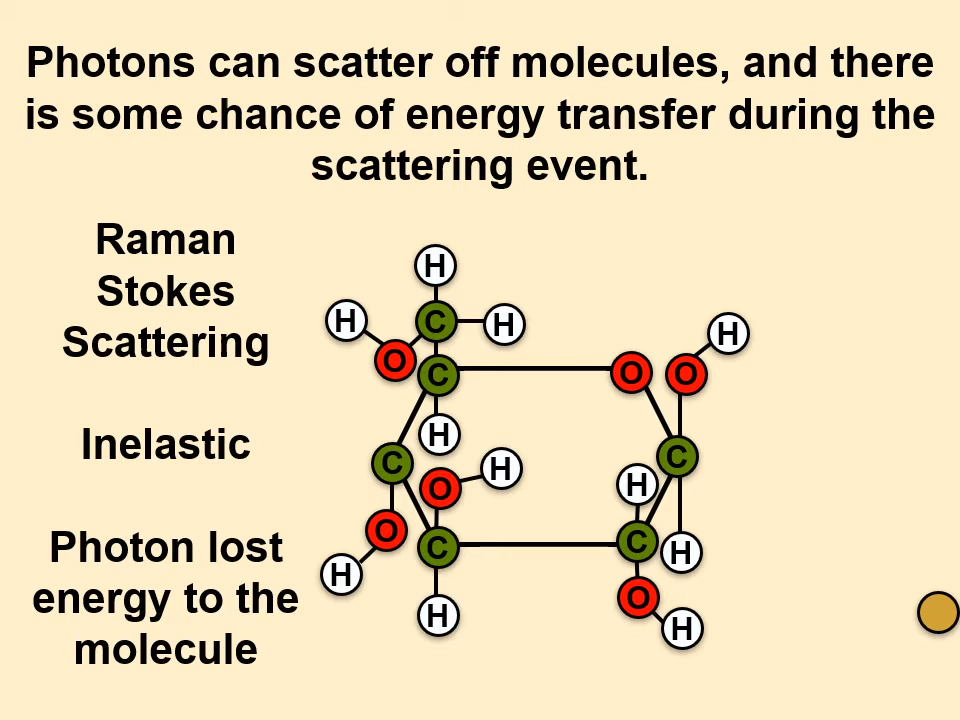 Photons can scatter off molecules, and there
is some chance of energy transfer during the
scattering event.
Raman
Stokes
Scattering
Inelastic
Photon lost
energy to the
molecule
H
H
C
H
O
C
O
O
H
H
C
O
H
C
H
O
C
C
H
H
H
O
H